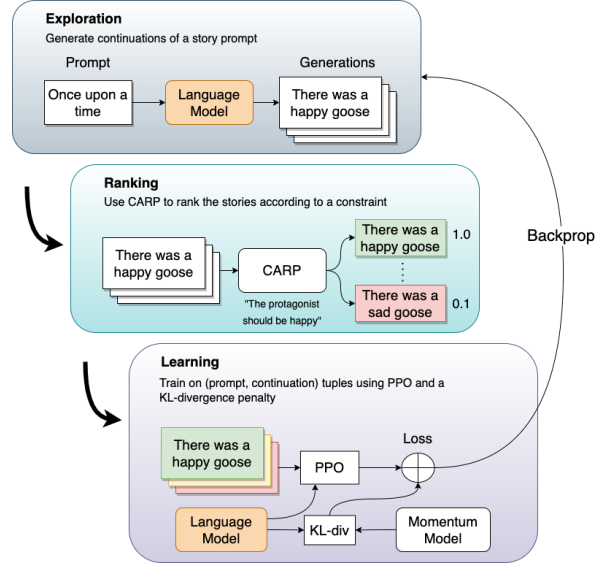 Exploration
Generate continuations of a story prompt
Prompt
Generations
Once upon a
time
Language
Model
There was a
happy goose
Ranking
Use CARP to rank the stories according to a constraint
There was a
happy goose
CARP
"The protagonist
should be happy"
There was a
happy goose
1.0
There was a
sad goose
0.1
Backprop
Learning
Train on (prompt, continuation) tuples using PPO and a
KL-divergence penalty
There was a
happy goose
PPO
Loss
Language
Model
KL-div
Momentum
Model